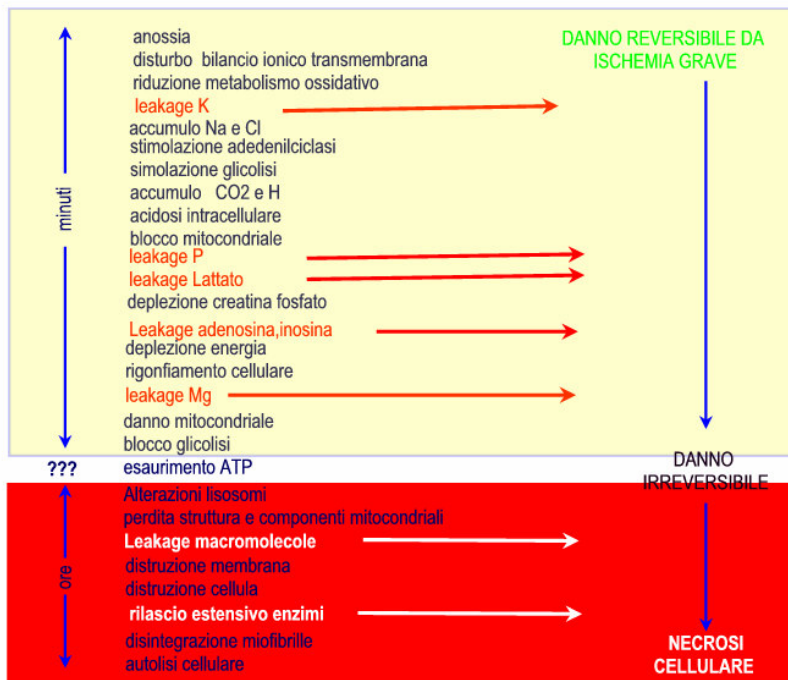 anossia
disturbo bilancio ionico transmembrana
riduzione metabolismo ossidativo
leakage K
accumulo Na e Cl
stimolazione adedenilciclasi
simolazione glicolisi
accumulo CO2 e H
acidosi intracellulare
blocco mitocondriale
leakage P
leakage Lattato
deplezione creatina fosfato
Leakage adenosina,inosina
deplezione energia
rigonfiamento cellulare
leakage Mg
danno mitocondriale
blocco glicolisi
minuti
DANNO REVERSIBILE DA
ISCHEMIA GRAVE
???
esaurimento ATP
DANNO
IRREVERSIBILE
Alterazioni lisosomi
perdita struttura e componenti mitocondriali
Leakage macromolecole
distruzione membrana
distruzione cellula
rilascio estensivo enzimi
disintegrazione miofibrille
autolisi cellulare
ore
NECROSI
CELLULARE